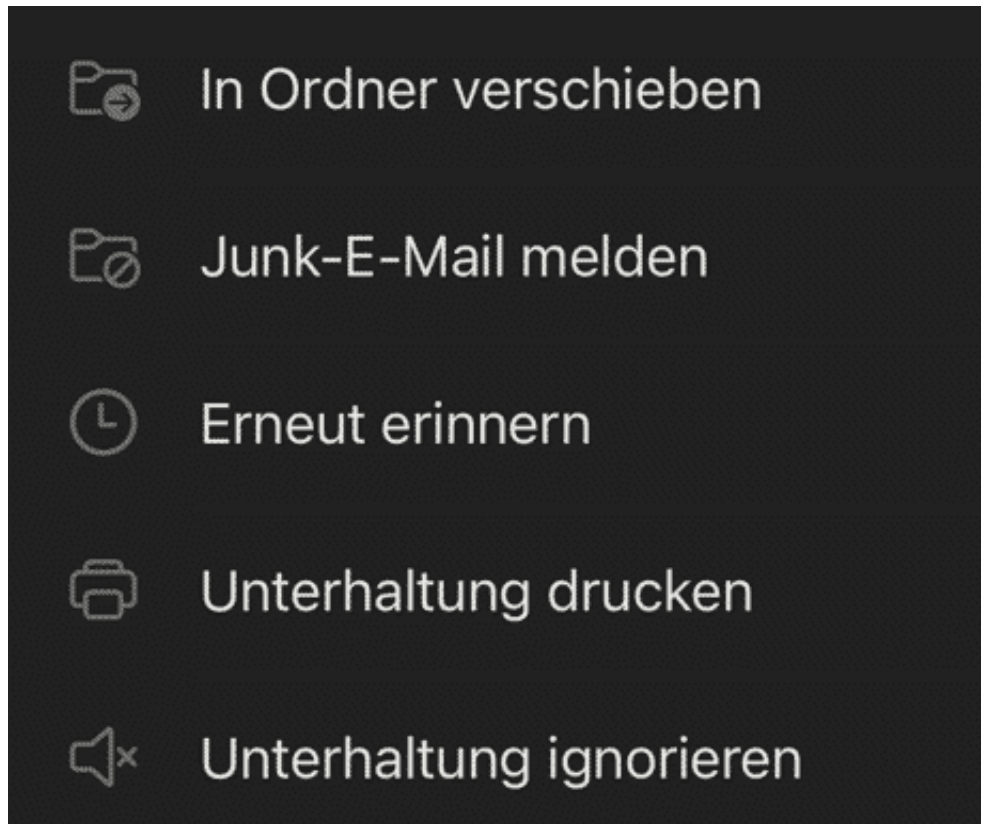 In Ordner verschieben
Junk-E-Mail melden
Erneut erinnern
Unterhaltung drucken
Unterhaltung ignorieren